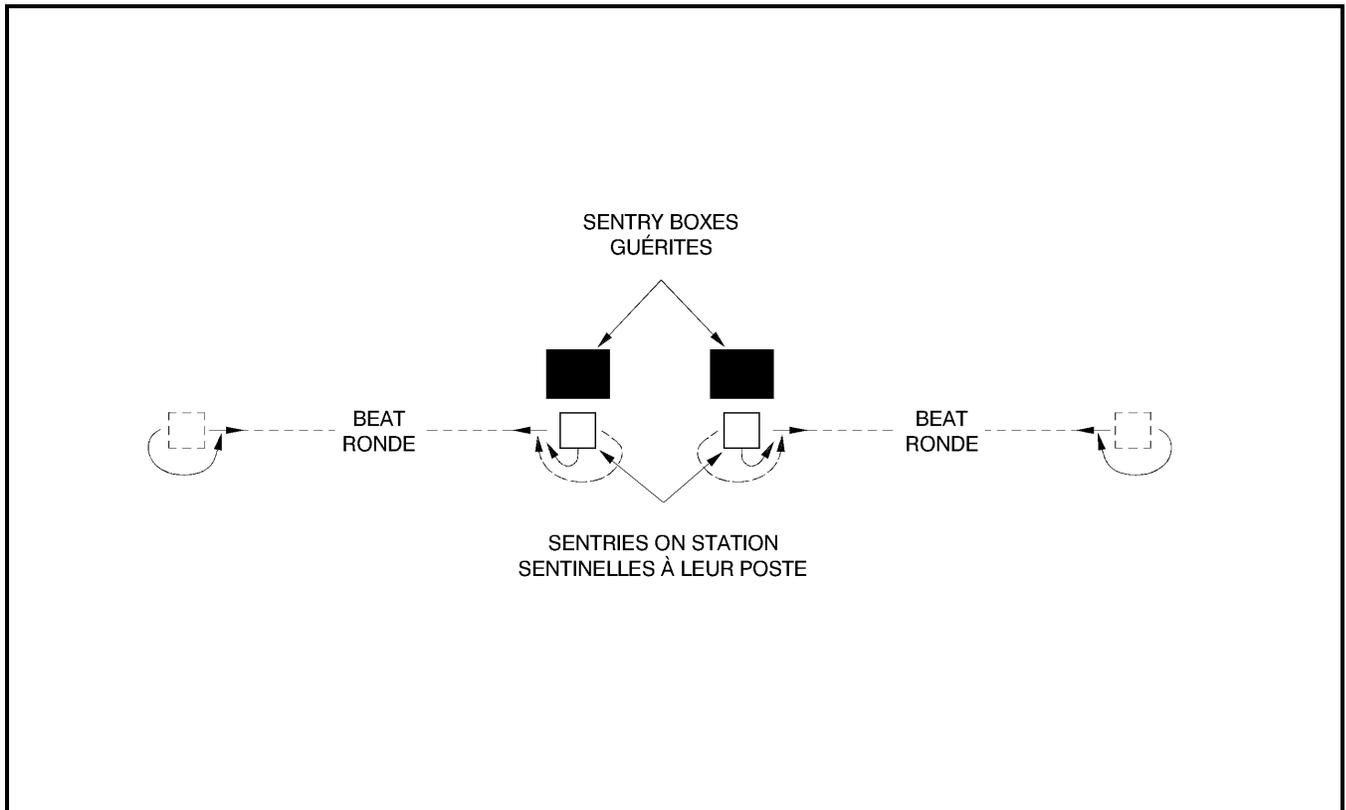 SENTRY BOXES
GUÉRITES
BEAT
RONDE
BEAT
RONDE
SENTRIES ON STATION
SENTINELLES À LEUR POSTE